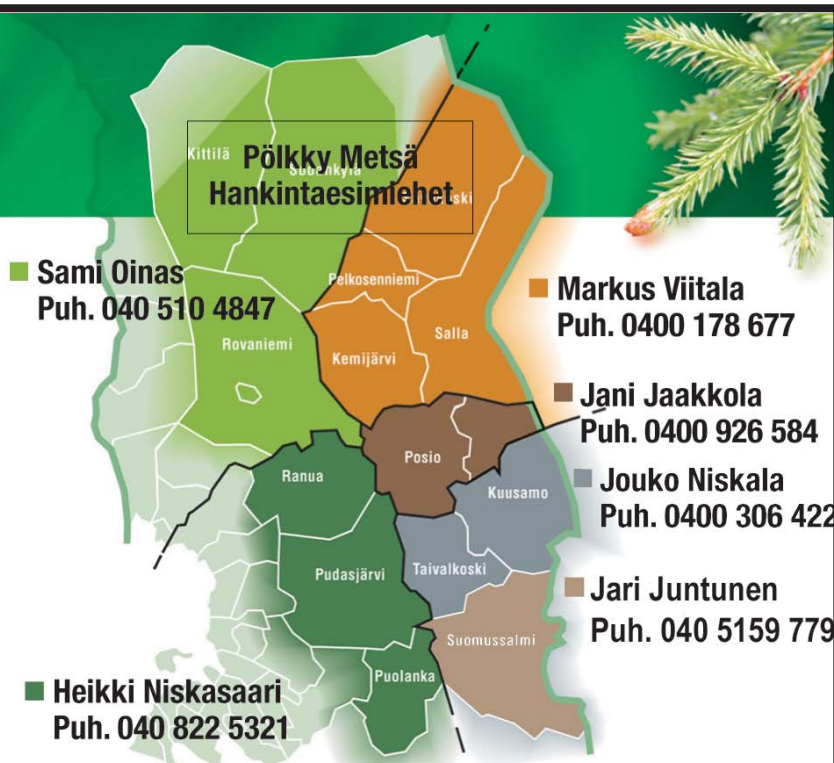 Kittilä
Pölkky Metsä
Hankintaesimiehet
Sami Oinas
Puh. 040 510 4847
Pelkosenniemi
Markus Viitala
Puh. 0400 178 677
Rovaniemi
Kemijärvi
Salla
Jani Jaakkola
Puh. 0400 926 584
Posio
Ranua
Kuusamo
Jouko Niskala
Puh. 0400 306 422
Pudasjärvi
Taivalkoski
Jari Juntunen
Puh. 040 5159 779
Suomussalmi
Puolanka
Heikki Niskasaari
Puh. 040 822 5321